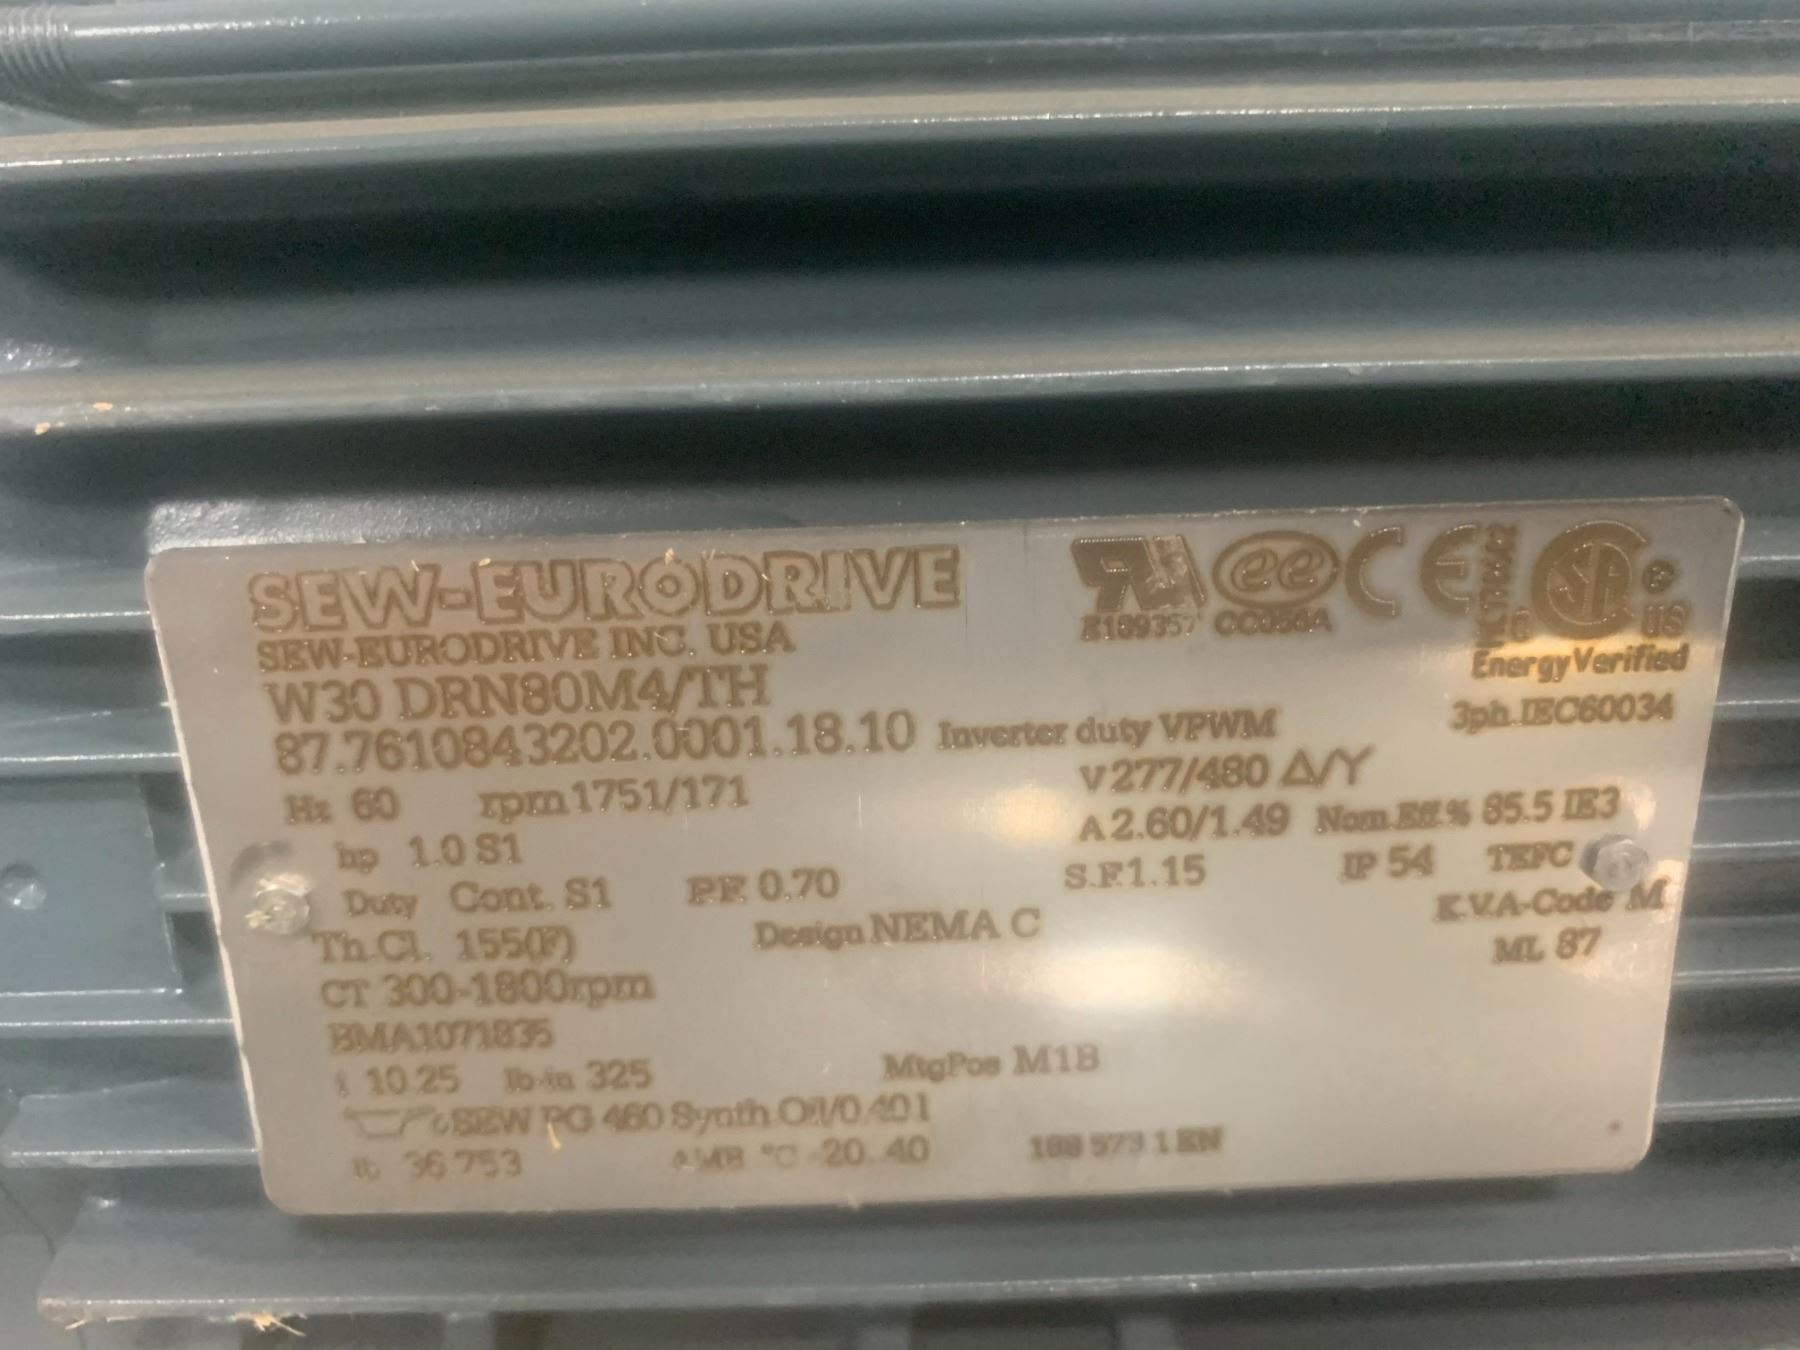 SEW-EURODRIVE
SEW-EURODRIVE INC. USA
E189357 CC056A
Energy Verified
W30 DRN80M4/TH
3ph.IEC60034
87.7610843202.0001.18.10 Inverter duty VPWM
Hz 60 rpm 1751/171 V 277/480 Δ/Y
hp 1.0 S1 A 2.60/1.49 Nom.Eff.% 85.5 IE3
Duty Cont. S1 P.F. 0.70 S.F. 1.15 IP 54 TEFC
Th.Cl. 155(F) Design NEMA C K.V.A-Code M
CT 300-1800rpm ML 87
BMA1071835
i 10.25 lb-in 325 MtgPos M1B
SEW PG 460 Synth.Oil/0.40 l
lb 36.753 AMB °C -20..40 EN
C E
CSA
C US